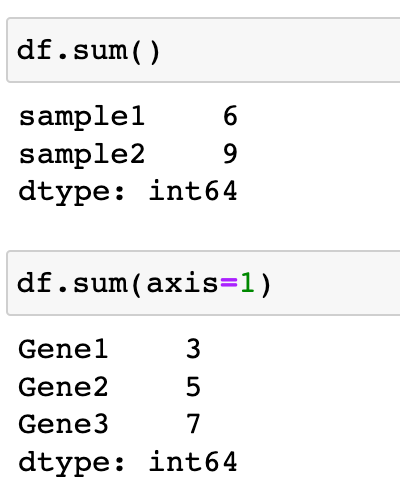 df.sum()
sample1    6
sample2    9
dtype: int64
df.sum(axis=1)
Gene1    3
Gene2    5
Gene3    7
dtype: int64